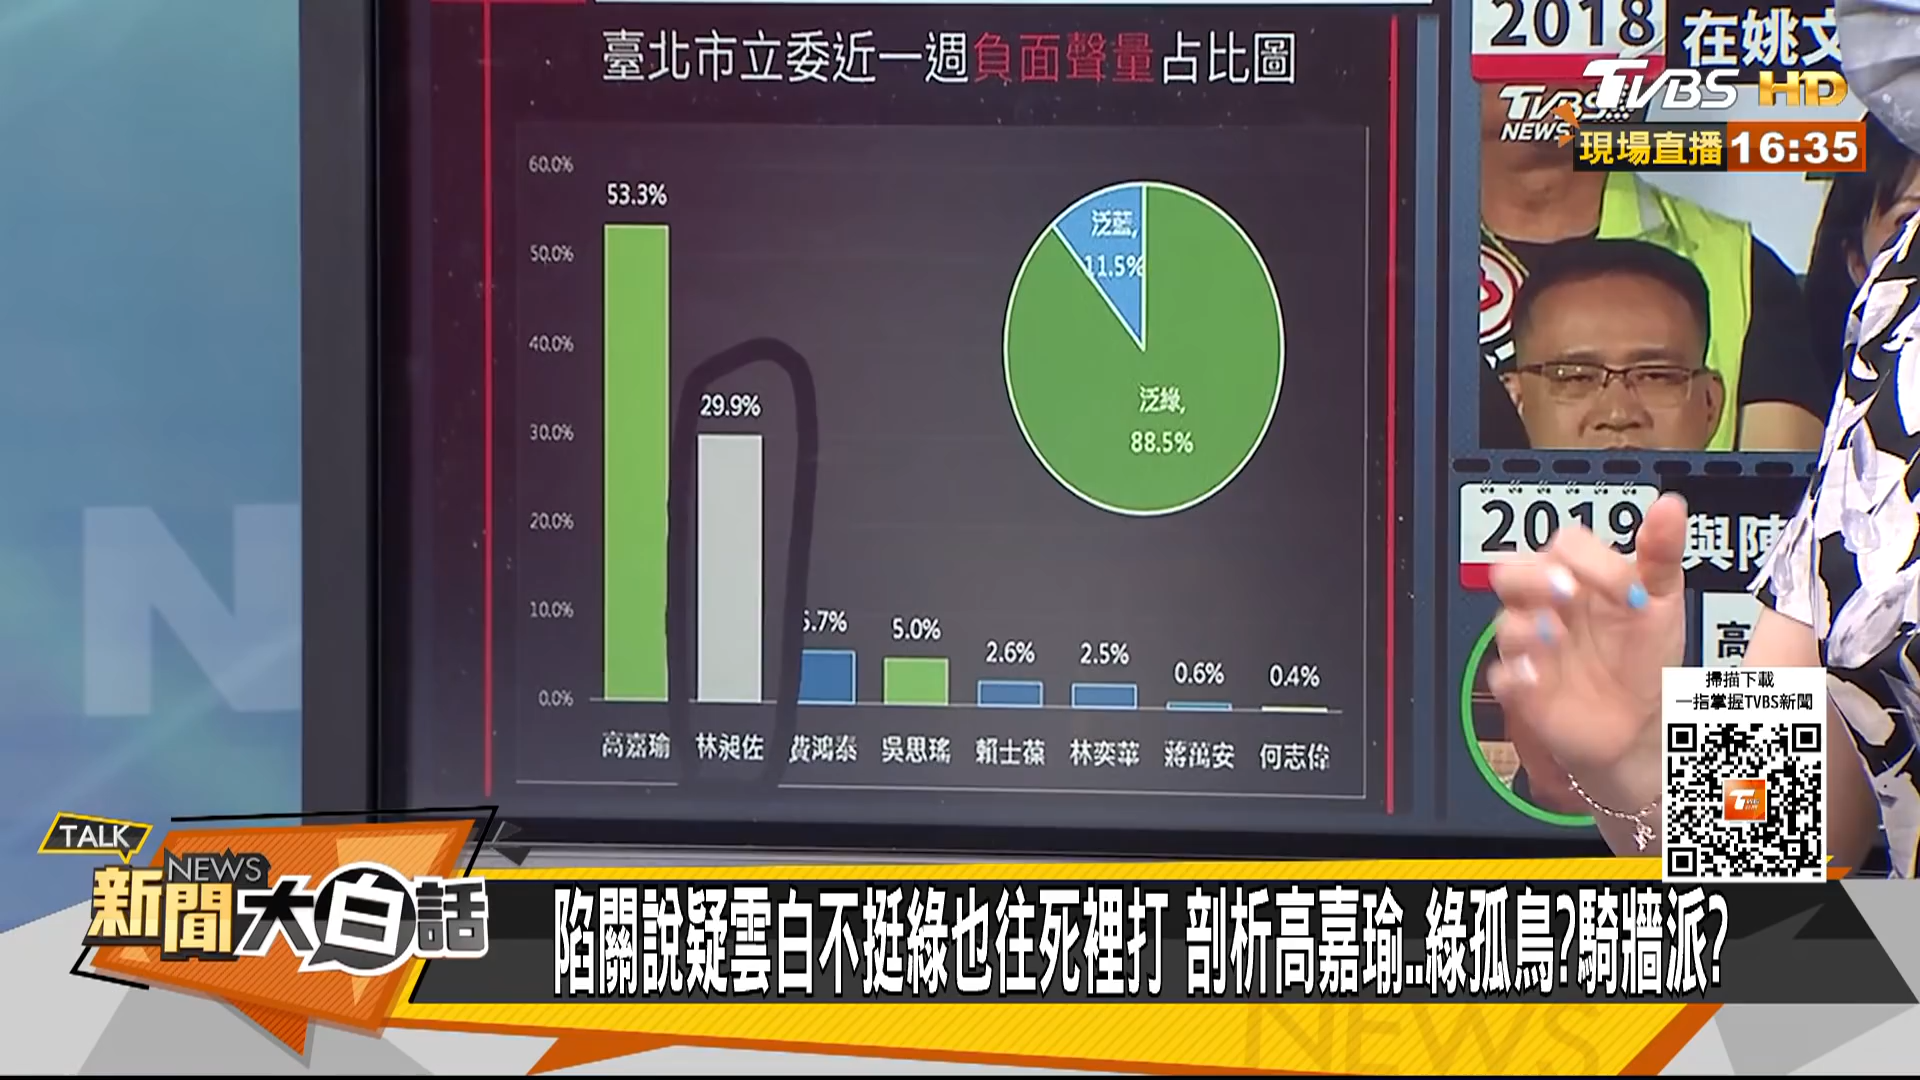 臺北市立委近一週負面聲量占比圖
60.0%
50.0%
40.0%
30.0%
20.0%
10.0%
0.0%
53.3%
29.9%
5.0%
2.6%
2.5%
0.6%
0.4%
高嘉瑜
林昶佐
費鴻泰
吳思瑤
賴士葆
林奕華
蔣萬安
何志偉
泛藍,
11.5%
泛綠,
88.5%
2018
在姚文
TVBS
NEWS
TVBS HD
現場直播 16:35
2019
與陳
高
掃描下載
一指掌握TVBS新聞
TALK
NEWS
新聞大白話
陷關說疑雲白不挺綠也往死裡打 剖析高嘉瑜..綠孤鳥?騎牆派?
NEWS
N